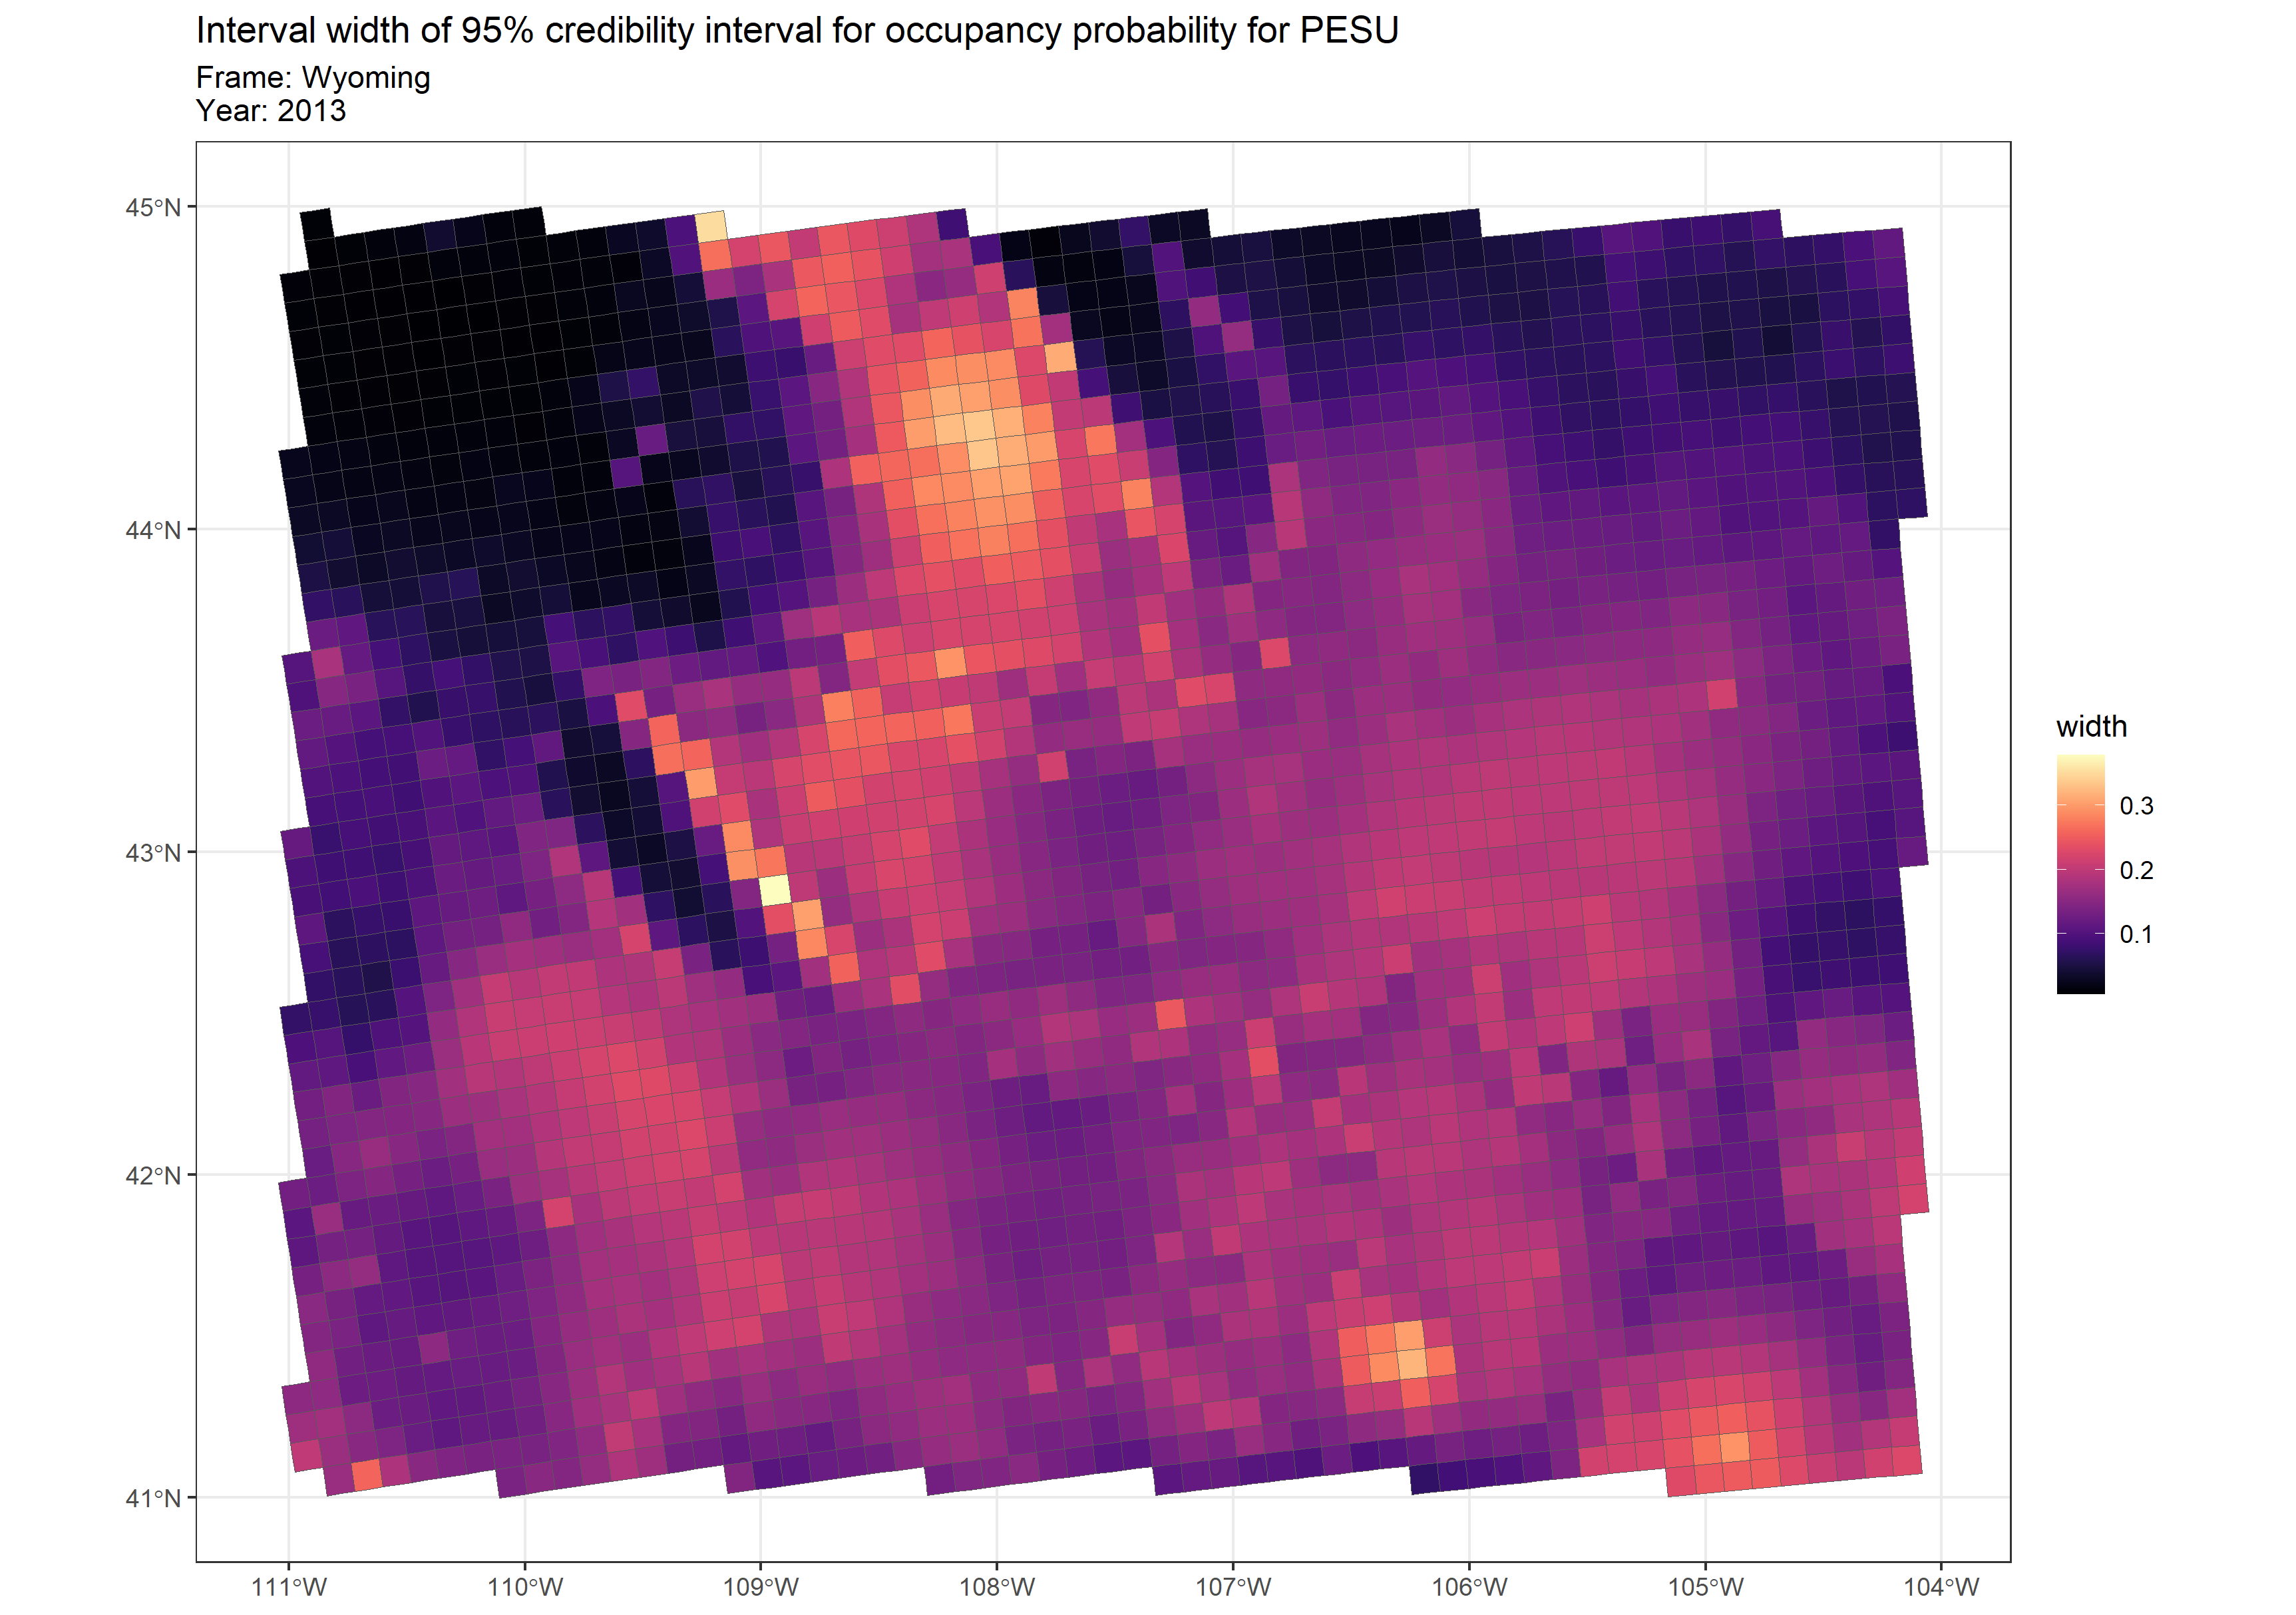 Interval width of 95% credibility interval for occupancy probability for PESU
Frame: Wyoming
Year: 2013
45°N
44°N
43°N
42°N
41°N
111°W
110°W
109°W
108°W
107°W
106°W
105°W
104°W
width
0.3
0.2
0.1